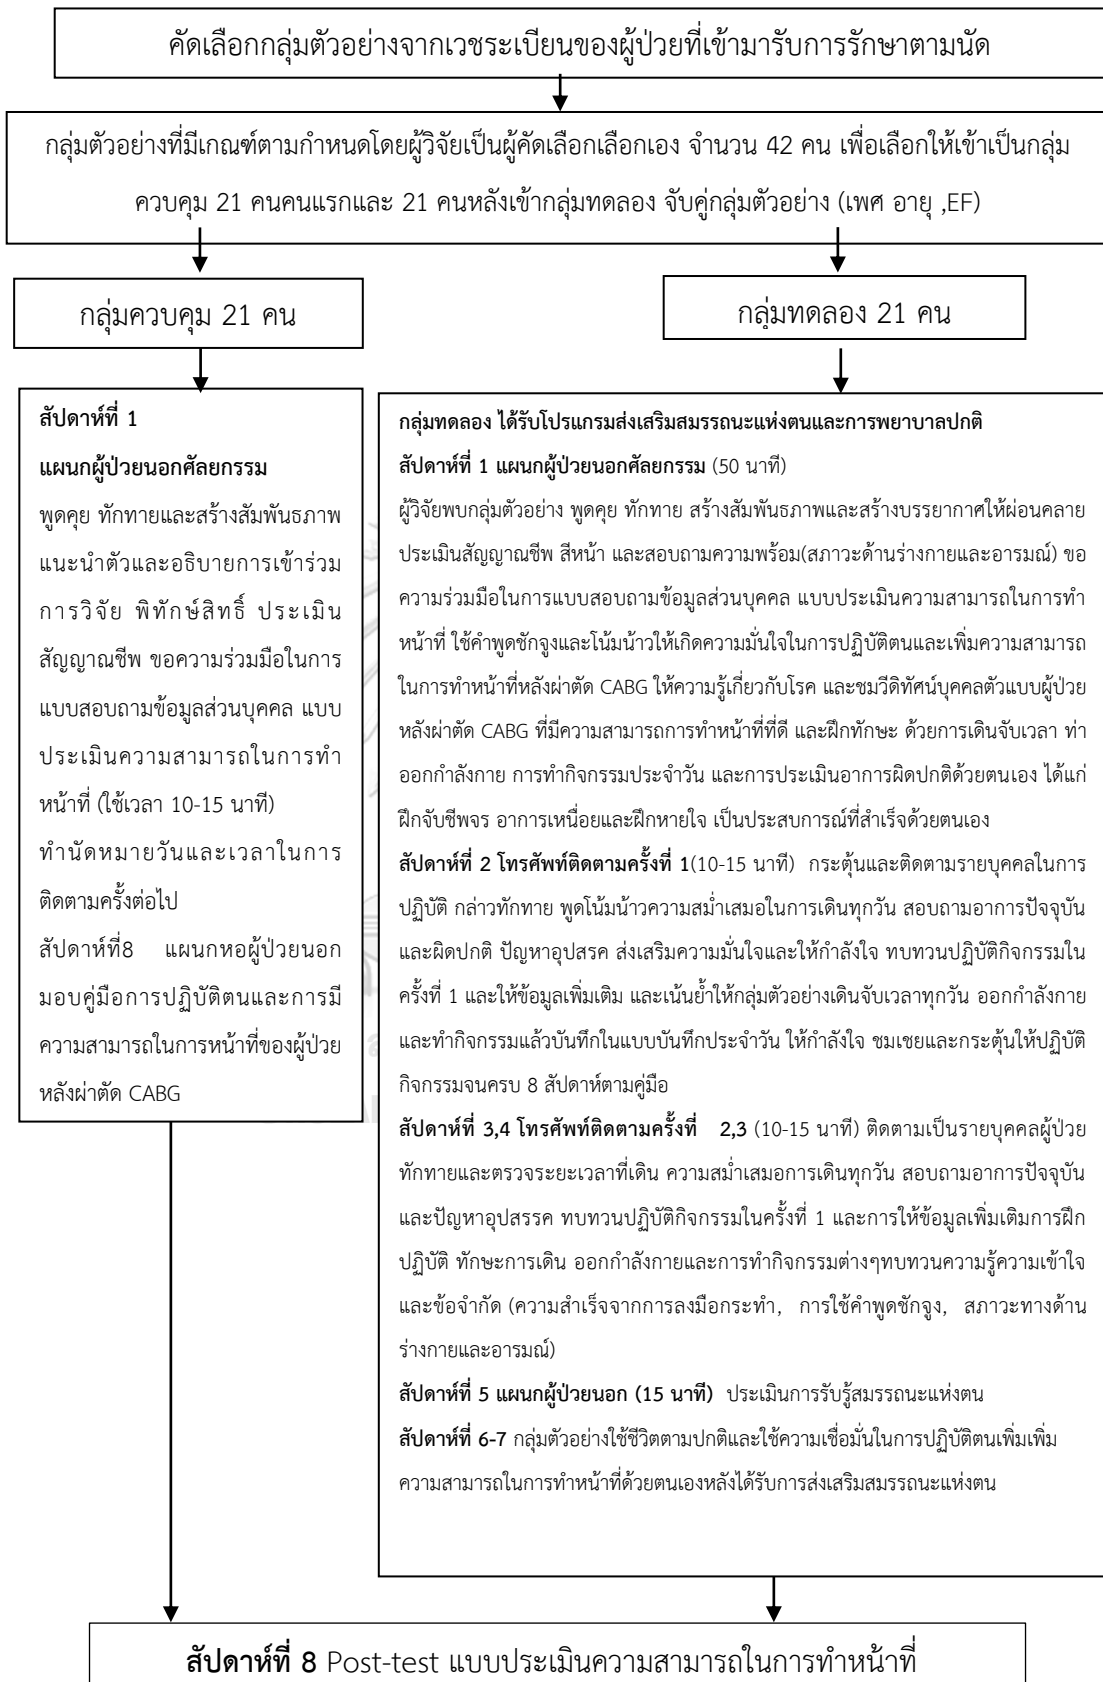 คัดเลือกกลุ่มตัวอย่างจากเวชระเบียนของผู้ป่วยที่เข้ามารับการรักษาตามนัด
กลุ่มตัวอย่างที่มีเกณฑ์ตามกำหนดโดยผู้วิจัยเป็นผู้คัดเลือกเลือกเอง จำนวน 42 คน เพื่อเลือกให้เข้าเป็นกลุ่ม
ควบคุม 21 คนคนแรกและ 21 คนหลังเข้ากลุ่มทดลอง จับคู่กลุ่มตัวอย่าง (เพศ อายุ ,EF)
กลุ่มควบคุม 21 คน
กลุ่มทดลอง 21 คน
สัปดาห์ที่ 1
แผนกผู้ป่วยนอกศัลยกรรม
พูดคุย ทักทายและสร้างสัมพันธภาพ
แนะนำตัวและอธิบายการเข้าร่วม
การวิจัย พิทักษ์สิทธิ์ ประเมิน
สัญญาณชีพ ขอความร่วมมือในการ
แบบสอบถามข้อมูลส่วนบุคคล แบบ
ประเมินความสามารถในการทำ
หน้าที่ (ใช้เวลา 10-15 นาที)
ทำนัดหมายวันและเวลาในการ
ติดตามครั้งต่อไป
สัปดาห์ที่8 แผนกหอผู้ป่วยนอก
มอบคู่มือการปฏิบัติตนและการมี
ความสามารถในการหน้าที่ของผู้ป่วย
หลังผ่าตัด CABG
กลุ่มทดลอง ได้รับโปรแกรมส่งเสริมสมรรถนะแห่งตนและการพยาบาลปกติ
สัปดาห์ที่ 1 แผนกผู้ป่วยนอกศัลยกรรม (50 นาที)
ผู้วิจัยพบกลุ่มตัวอย่าง พูดคุย ทักทาย สร้างสัมพันธภาพและสร้างบรรยากาศให้ผ่อนคลาย
ประเมินสัญญาณชีพ สีหน้า และสอบถามความพร้อม(สภาวะด้านร่างกายและอารมณ์) ขอ
ความร่วมมือในการแบบสอบถามข้อมูลส่วนบุคคล แบบประเมินความสามารถในการทำ
หน้าที่ ใช้คำพูดชักจูงและโน้มน้าวให้เกิดความมั่นใจในการปฏิบัติตนและเพิ่มความสามารถ
ในการทำหน้าที่หลังผ่าตัด CABG ให้ความรู้เกี่ยวกับโรค และชมวีดิทัศน์บุคคลตัวแบบผู้ป่วย
หลังผ่าตัด CABG ที่มีความสามารถการทำหน้าที่ที่ดี และฝึกทักษะ ด้วยการเดินจับเวลา ท่า
ออกกำลังกาย การทำกิจกรรมประจำวัน และการประเมินอาการผิดปกติด้วยตนเอง ได้แก่
ฝึกจับชีพจร อาการเหนื่อยและฝึกหายใจ เป็นประสบการณ์ที่สำเร็จด้วยตนเอง
สัปดาห์ที่ 2 โทรศัพท์ติดตามครั้งที่ 1(10-15 นาที) กระตุ้นและติดตามรายบุคคลในการ
ปฏิบัติ กล่าวทักทาย พูดโน้มน้าวความสม่ำเสมอในการเดินทุกวัน สอบถามอาการปัจจุบัน
และผิดปกติ ปัญหาอุปสรรค ส่งเสริมความมั่นใจและให้กำลังใจ ทบทวนปฏิบัติกิจกรรมใน
ครั้งที่ 1 และให้ข้อมูลเพิ่มเติม และเน้นย้ำให้กลุ่มตัวอย่างเดินจับเวลาทุกวัน ออกกำลังกาย
และทำกิจกรรมแล้วบันทึกในแบบบันทึกประจำวัน ให้กำลังใจ ชมเชยและกระตุ้นให้ปฏิบัติ
กิจกรรมจนครบ 8 สัปดาห์ตามคู่มือ
สัปดาห์ที่ 3,4 โทรศัพท์ติดตามครั้งที่ 2,3 (10-15 นาที) ติดตามเป็นรายบุคคลผู้ป่วย
ทักทายและตรวจระยะเวลาที่เดิน ความสม่ำเสมอการเดินทุกวัน สอบถามอาการปัจจุบัน
และปัญหาอุปสรรค ทบทวนปฏิบัติกิจกรรมในครั้งที่ 1 และการให้ข้อมูลเพิ่มเติมการฝึก
ปฏิบัติ ทักษะการเดิน ออกกำลังกายและการทำกิจกรรมต่างๆทบทวนความรู้ความเข้าใจ
และข้อจำกัด (ความสำเร็จจากการลงมือกระทำ, การใช้คำพูดชักจูง, สภาวะทางด้าน
ร่างกายและอารมณ์)
สัปดาห์ที่ 5 แผนกผู้ป่วยนอก (15 นาที) ประเมินการรับรู้สมรรถนะแห่งตน
สัปดาห์ที่ 6-7 กลุ่มตัวอย่างใช้ชีวิตตามปกติและใช้ความเชื่อมั่นในการปฏิบัติตนเพิ่มเพิ่ม
ความสามารถในการทำหน้าที่ด้วยตนเองหลังได้รับการส่งเสริมสมรรถนะแห่งตน
สัปดาห์ที่ 8 Post-test แบบประเมินความสามารถในการทำหน้าที่